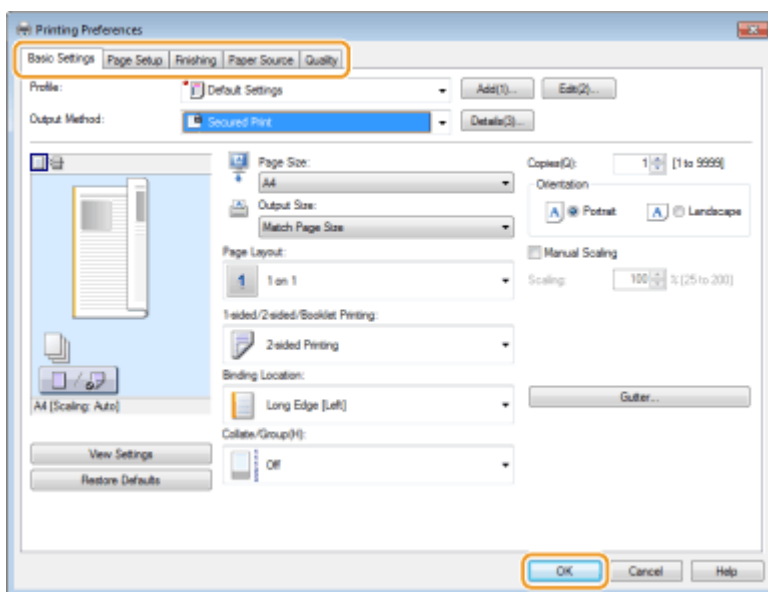 Printing Preferences
Basic Settings Page Setup Finishing Paper Source Quality
Profile: Default Settings Add(1)... Edit(2)...
Output Method: Secured Print Details(3)...
Page Size: Copies(Q): 1 [1 to 9999]
A4 Orientation
Output Size: A Portrait A Landscape
Match Page Size
Page Layout: Manual Scaling
1 1 on 1 Scaling: 100 % [25 to 200]
1-sided/2-sided/Booklet Printing:
2-sided Printing
Binding Location:
A4 [Scaling: Auto] Long Edge [Left] Gutter...
Collate/Group(H):
View Settings Off
Restore Defaults
OK Cancel Help